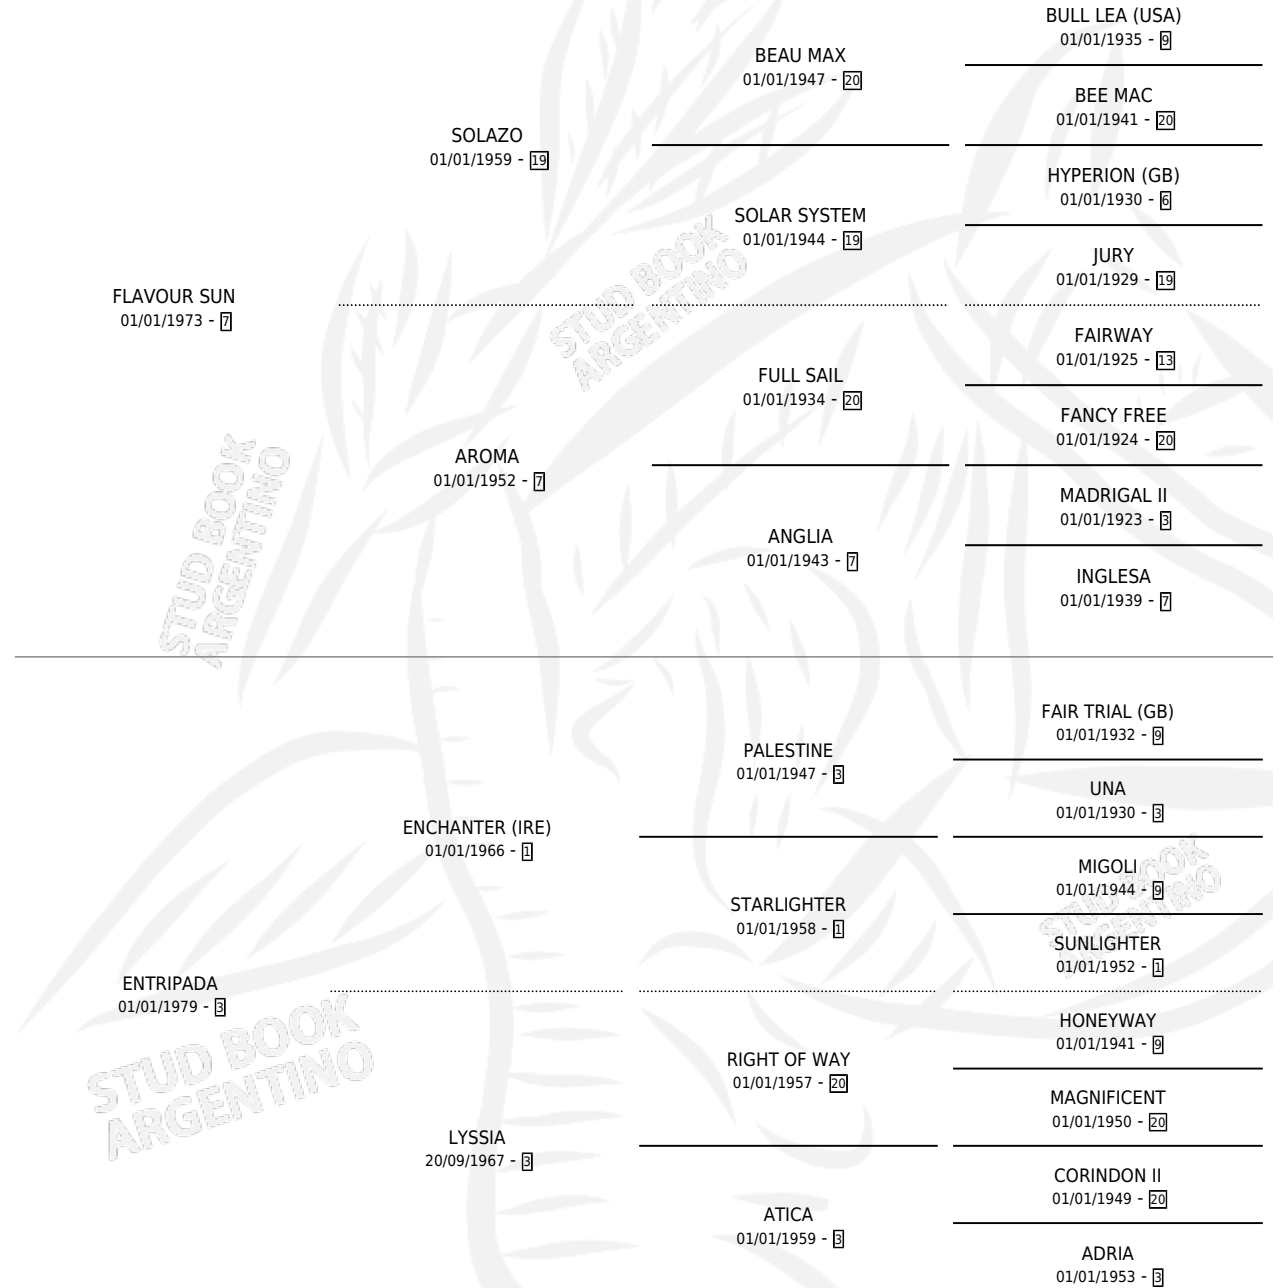 BULL LEA (USA)
01/01/1935 - 9
BEAU MAX
01/01/1947 - 20
BEE MAC
01/01/1941 - 20
SOLAZO
01/01/1959 - 19
HYPERION (GB)
01/01/1930 - 6
SOLAR SYSTEM
01/01/1944 - 19
JURY
01/01/1929 - 19
FLAVOUR SUN
01/01/1973 - 7
FAIRWAY
01/01/1925 - 13
FULL SAIL
01/01/1934 - 20
FANCY FREE
01/01/1924 - 20
AROMA
01/01/1952 - 7
MADRIGAL II
01/01/1923 - 3
ANGLIA
01/01/1943 - 7
INGLESA
01/01/1939 - 7
STUD BOOK
ARGENTINO
STUD BOOK
ARGENTINO
FAIR TRIAL (GB)
01/01/1932 - 9
PALESTINE
01/01/1947 - 3
UNA
01/01/1930 - 3
ENCHANTER (IRE)
01/01/1966 - 1
MIGOLI
01/01/1944 - 9
STARLIGHTER
01/01/1958 - 1
SUNLIGHTER
01/01/1952 - 1
ENTRIPADA
01/01/1979 - 3
HONEYWAY
01/01/1941 - 9
RIGHT OF WAY
01/01/1957 - 20
MAGNIFICENT
01/01/1950 - 20
LYSSIA
20/09/1967 - 3
CORINDON II
01/01/1949 - 20
ATICA
01/01/1959 - 3
ADRIA
01/01/1953 - 3
STUD BOOK
ARGENTINO
STUD BOOK
ARGENTINO